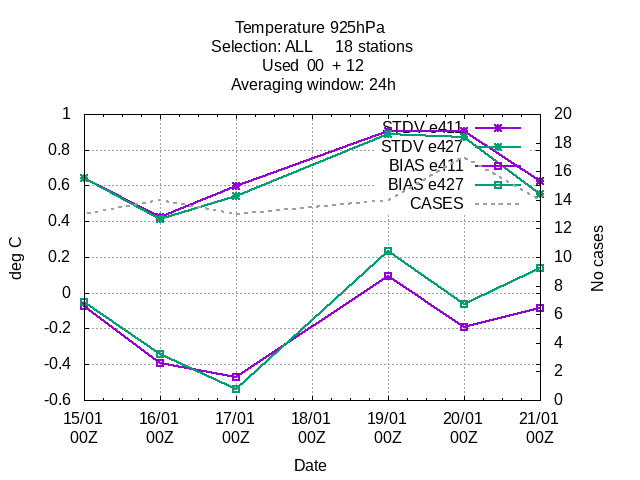 Temperature 925hPa
Selection: ALL 18 stations
Used 00 + 12
Averaging window: 24h
1
0.8
0.6
0.4
0.2
0
-0.2
-0.4
-0.6
deg C
20
18
16
14
12
10
8
6
4
2
0
No cases
STDV e411
STDV e427
BIAS e411
BIAS e427
CASES
15/01 16/01 17/01 18/01 19/01 20/01 21/01
00Z 00Z 00Z 00Z 00Z 00Z 00Z
Date